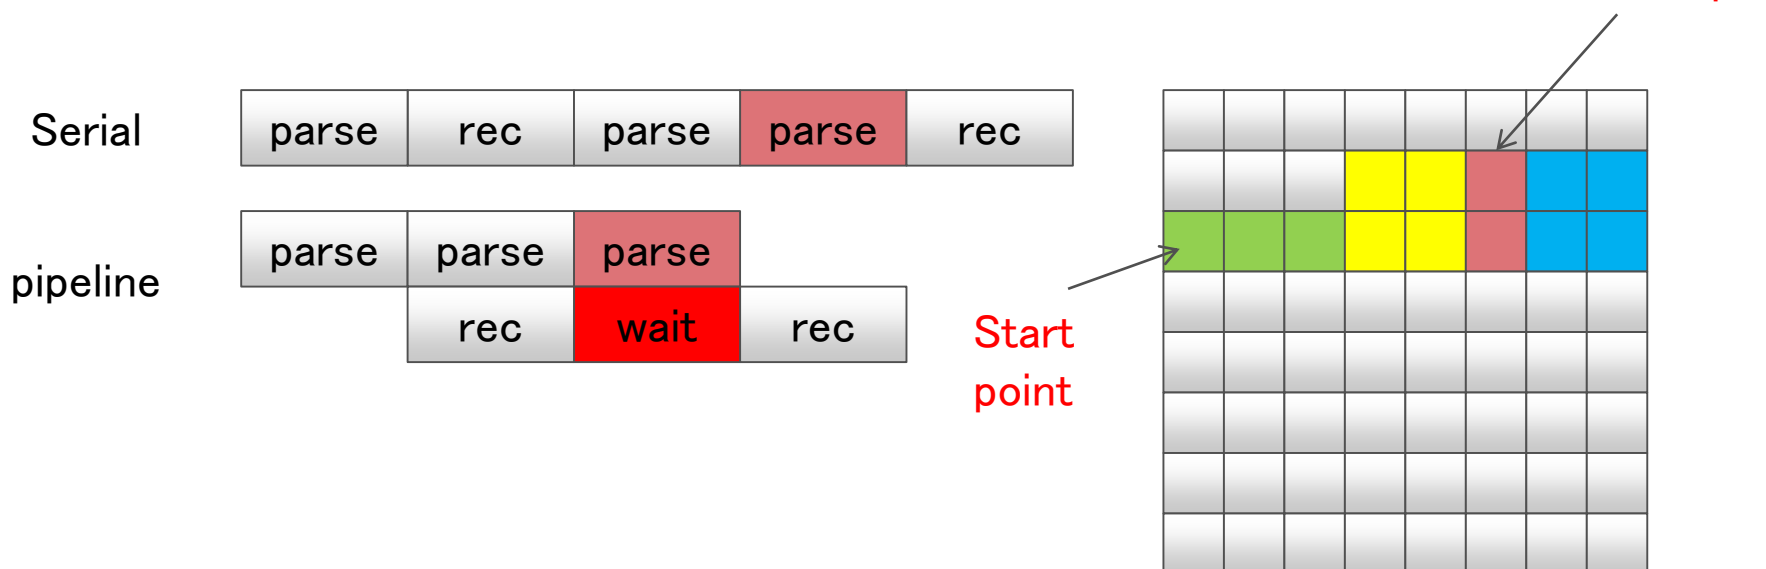 Serial
parse rec parse parse rec
pipeline
parse parse parse
rec wait rec
Start
point